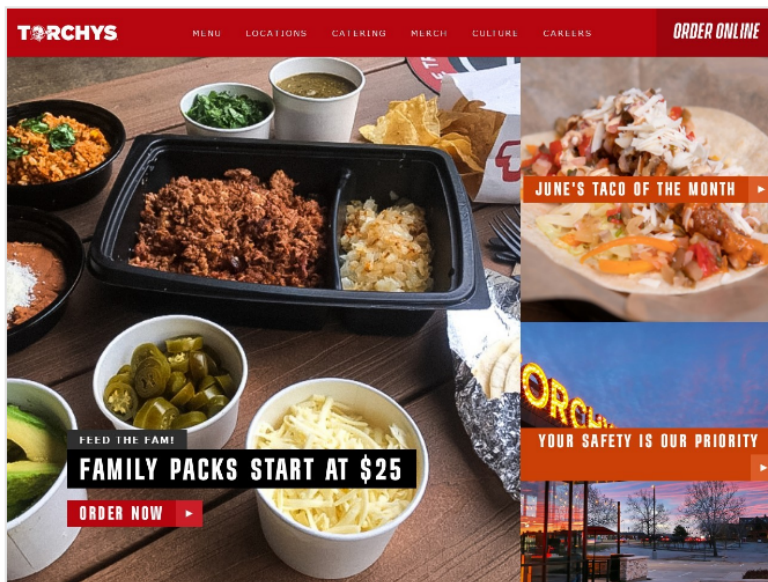 TORCHYS
MENU LOCATIONS CATERING MERCH CULTURE CAREERS
ORDER ONLINE
JUNE'S TACO OF THE MONTH
FEED THE FAM!
FAMILY PACKS START AT $25
ORDER NOW
ORCHY
YOUR SAFETY IS OUR PRIORITY